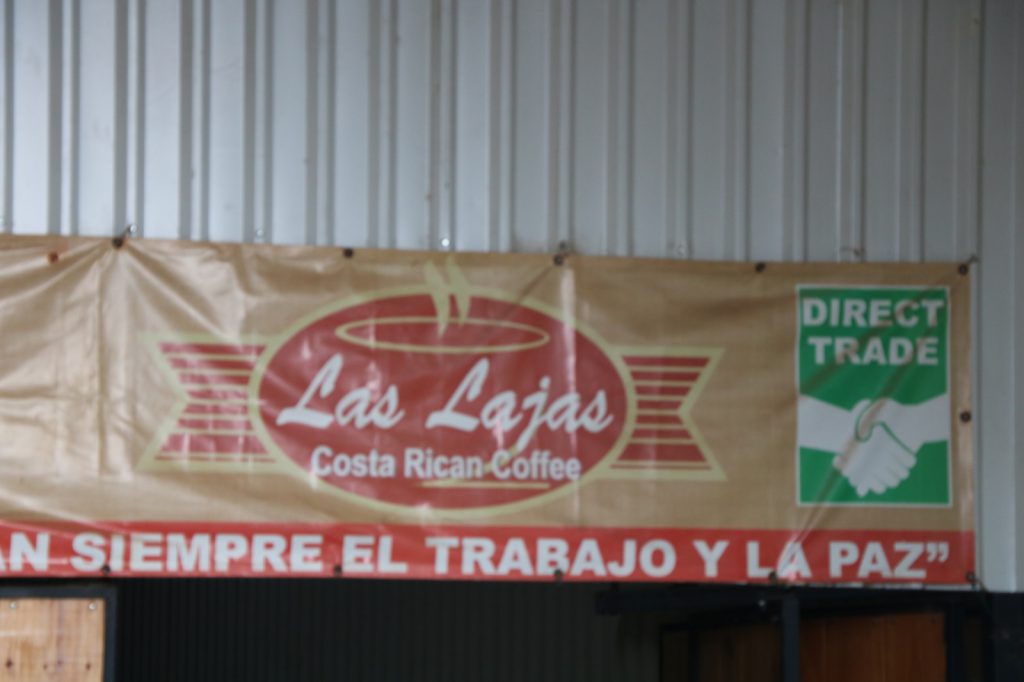 Las Lajas
Costa Rican Coffee
DIRECT
TRADE
AN SIEMPRE EL TRABAJO Y LA PAZ”